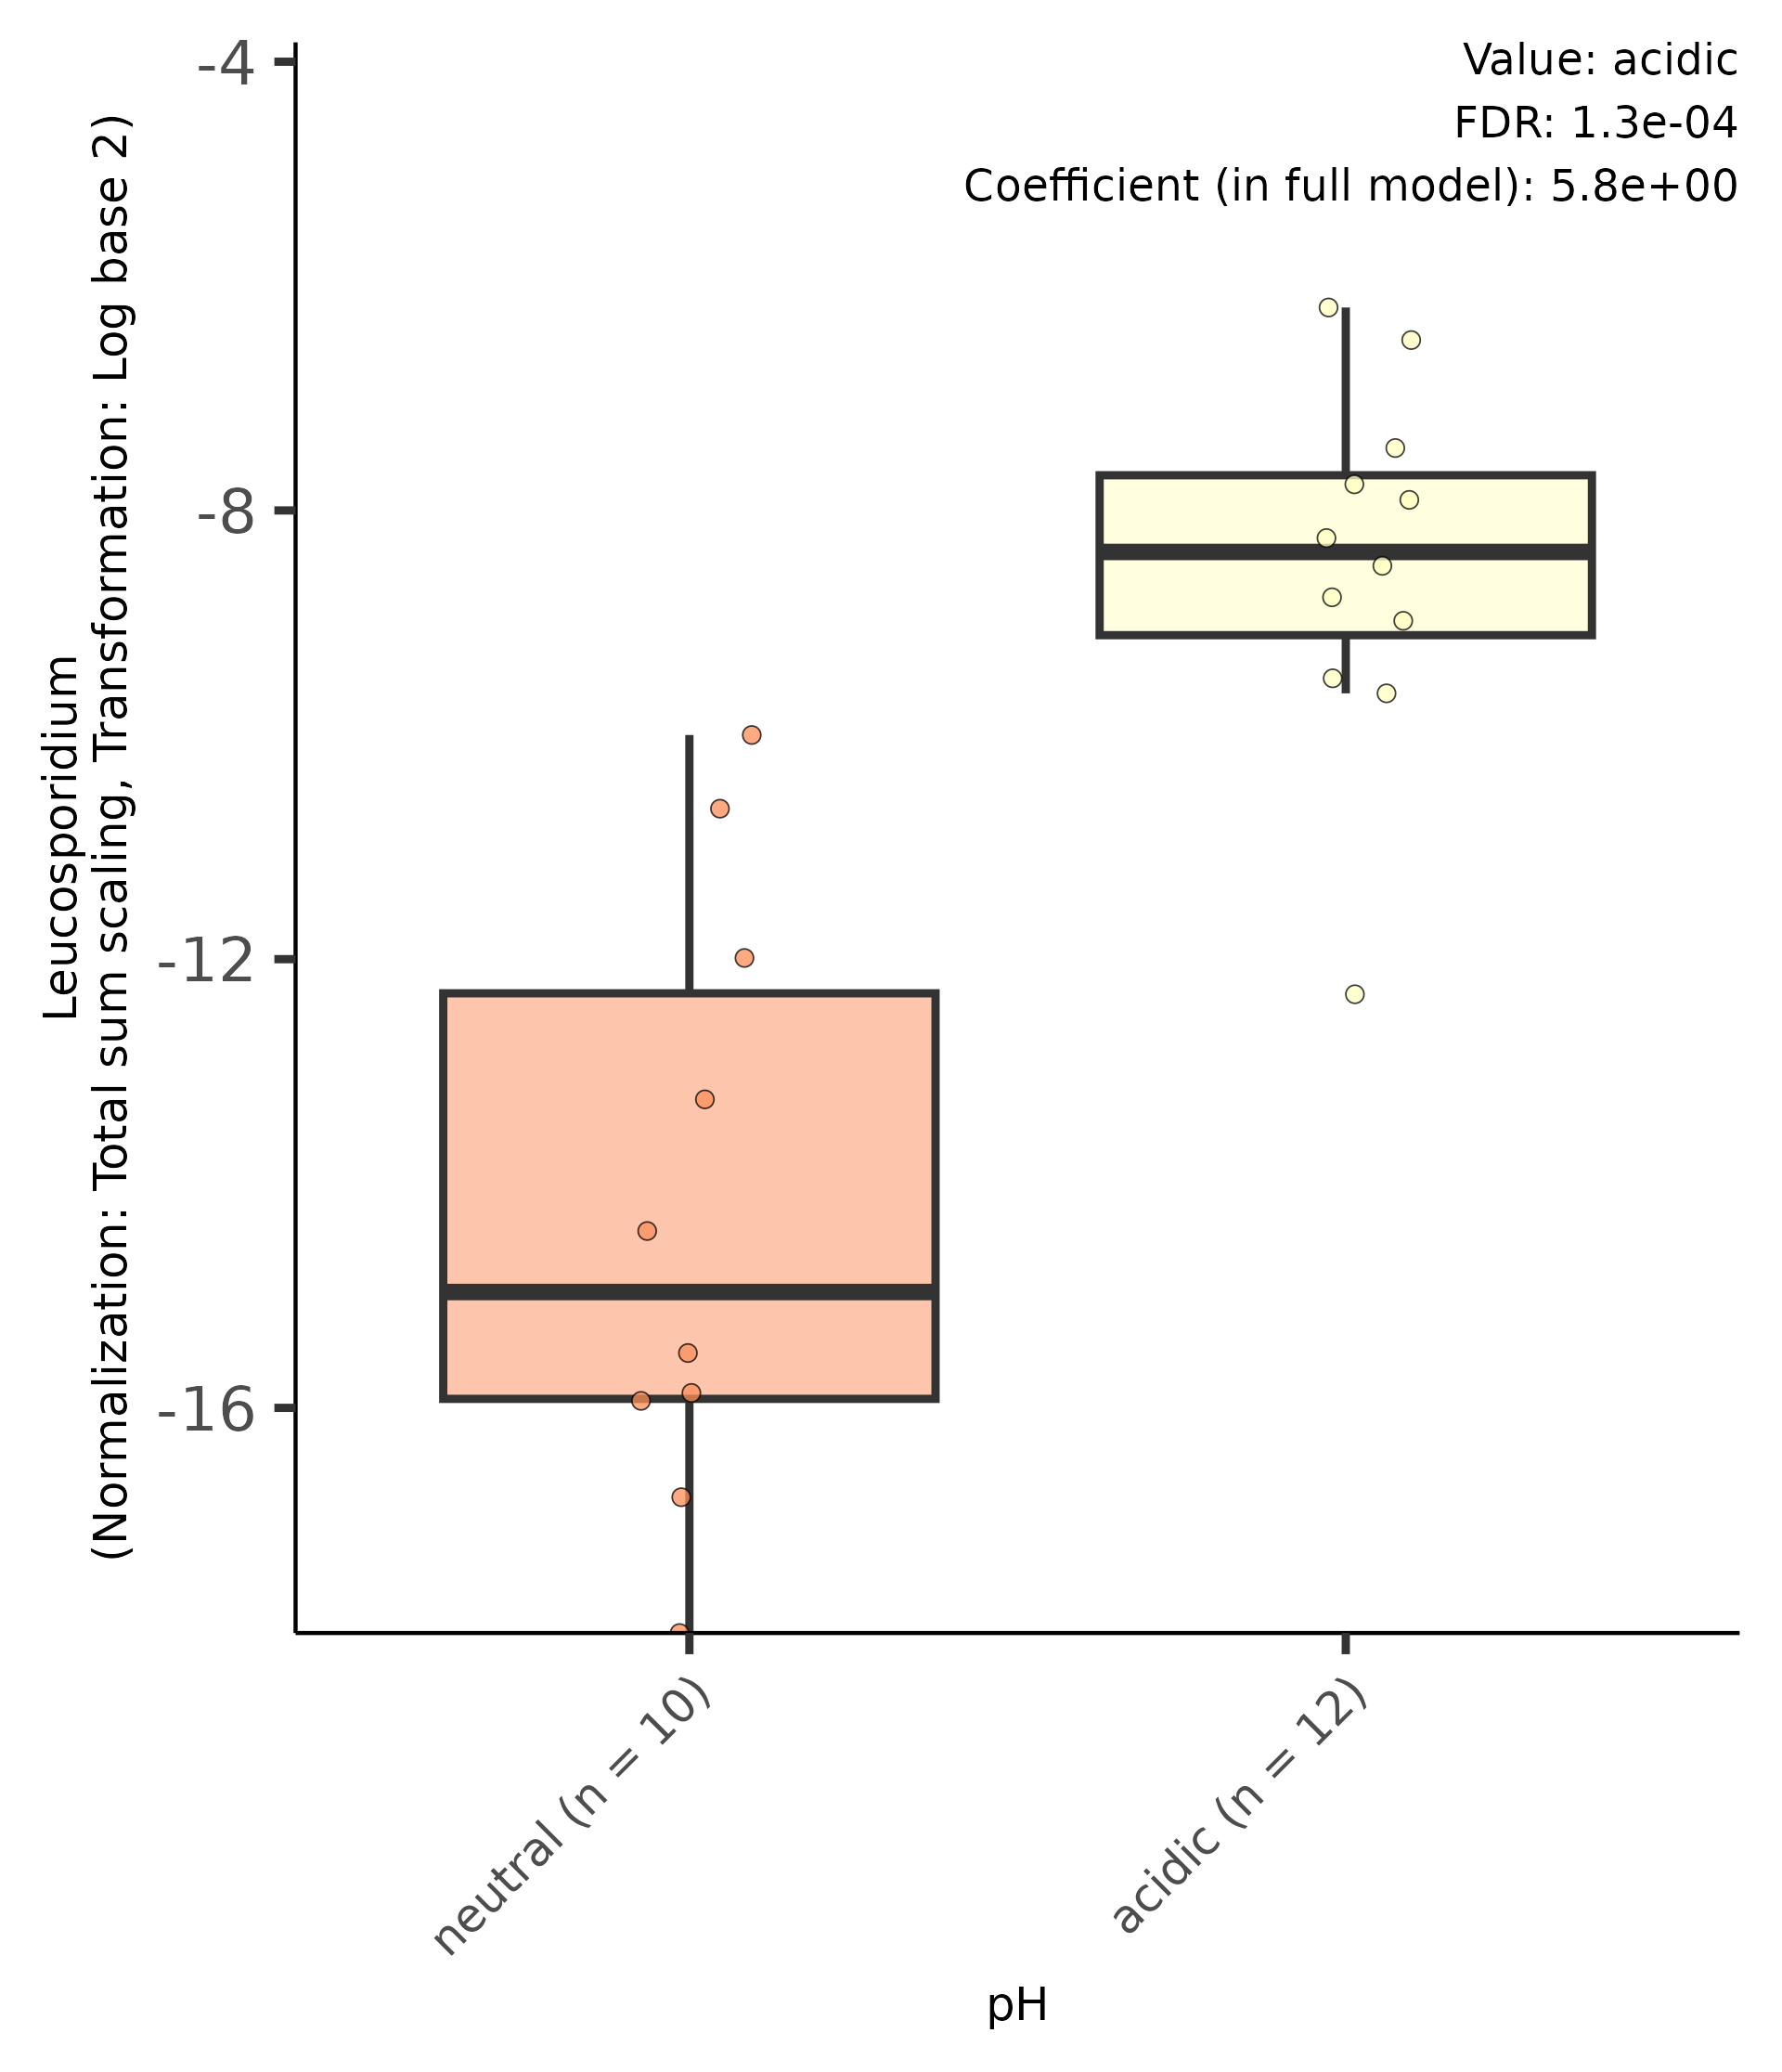 Value: acidic
FDR: 1.3e-04
Coefficient (in full model): 5.8e+00
Leucosporidium
(Normalization: Total sum scaling, Transformation: Log base 2)
-4
-8
-12
-16
neutral (n = 10)
acidic (n = 12)
pH